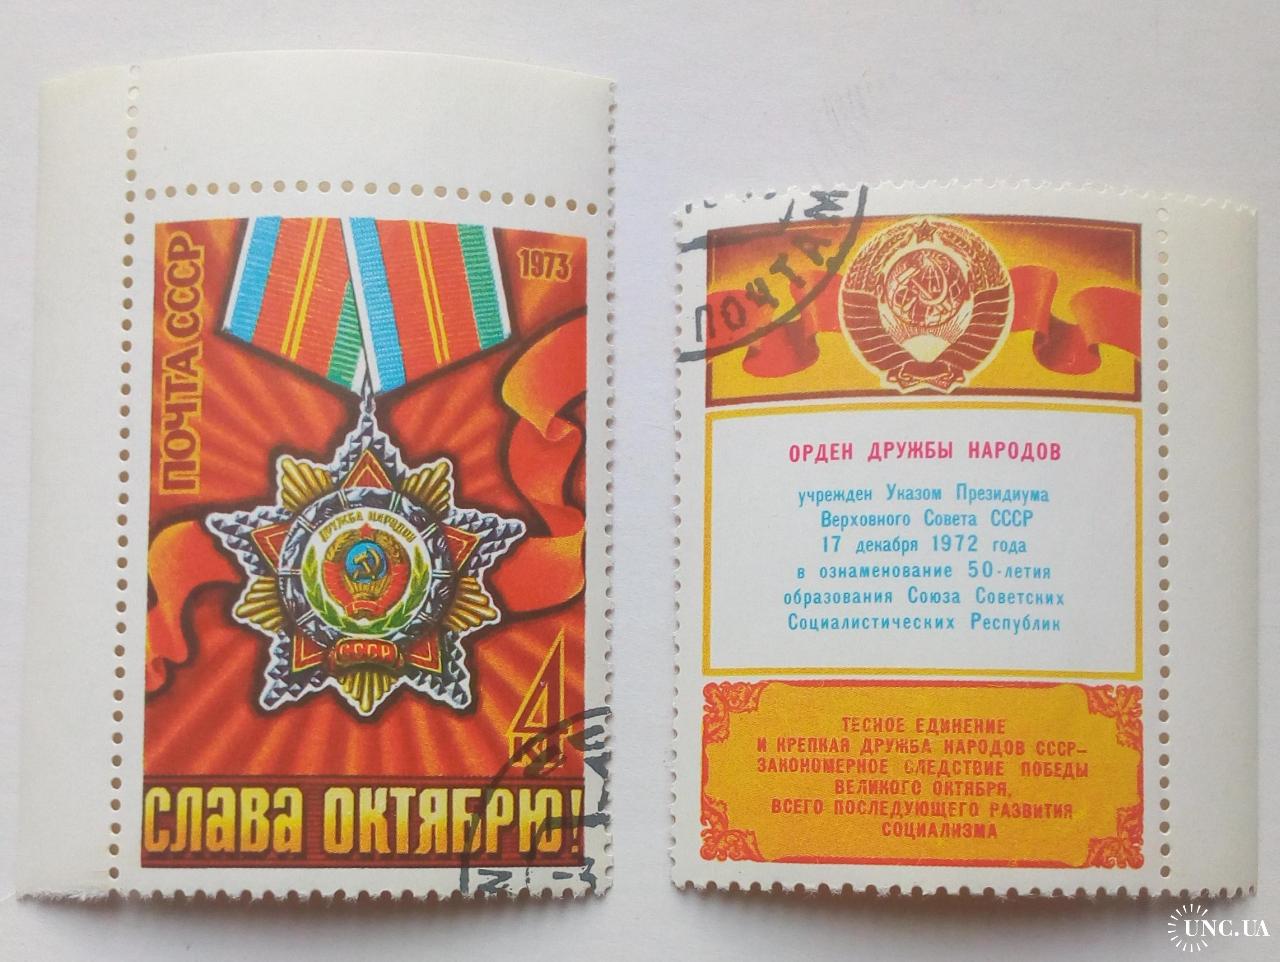 ПОЧТА СССР
1973
ДРУЖБА НАРОДОВ
СССР
4
КП
СЛАВА ОКТЯБРЮ!
ПОЧТАМ
ОРДЕН ДРУЖБЫ НАРОДОВ
учрежден Указом Президиума
Верховного Совета СССР
17 декабря 1972 года
в ознаменование 50-летия
образования Союза Советских
Социалистических Республик
ТЕСНОЕ ЕДИНЕНИЕ
И КРЕПКАЯ ДРУЖБА НАРОДОВ СССР-
ЗАКОНОМЕРНОЕ СЛЕДСТВИЕ ПОБЕДЫ
ВЕЛИКОГО ОКТЯБРЯ,
ВСЕГО ПОСЛЕДУЮЩЕГО РАЗВИТИЯ
СОЦИАЛИЗМА
UNC.UA